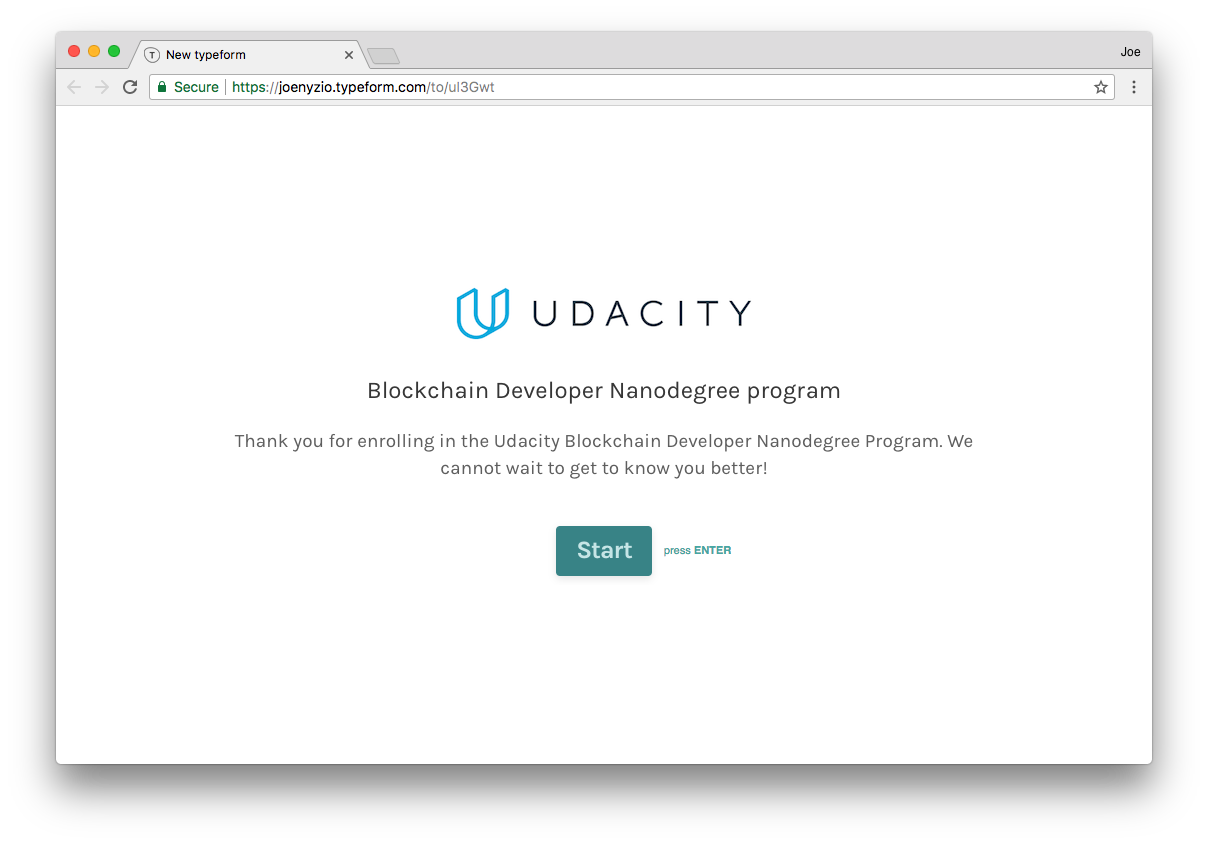 New typeform
Joe
Secure https://joenyzio.typeform.com/to/ul3Gwt
UDACITY
Blockchain Developer Nanodegree program
Thank you for enrolling in the Udacity Blockchain Developer Nanodegree Program. We
cannot wait to get to know you better!
Start press ENTER